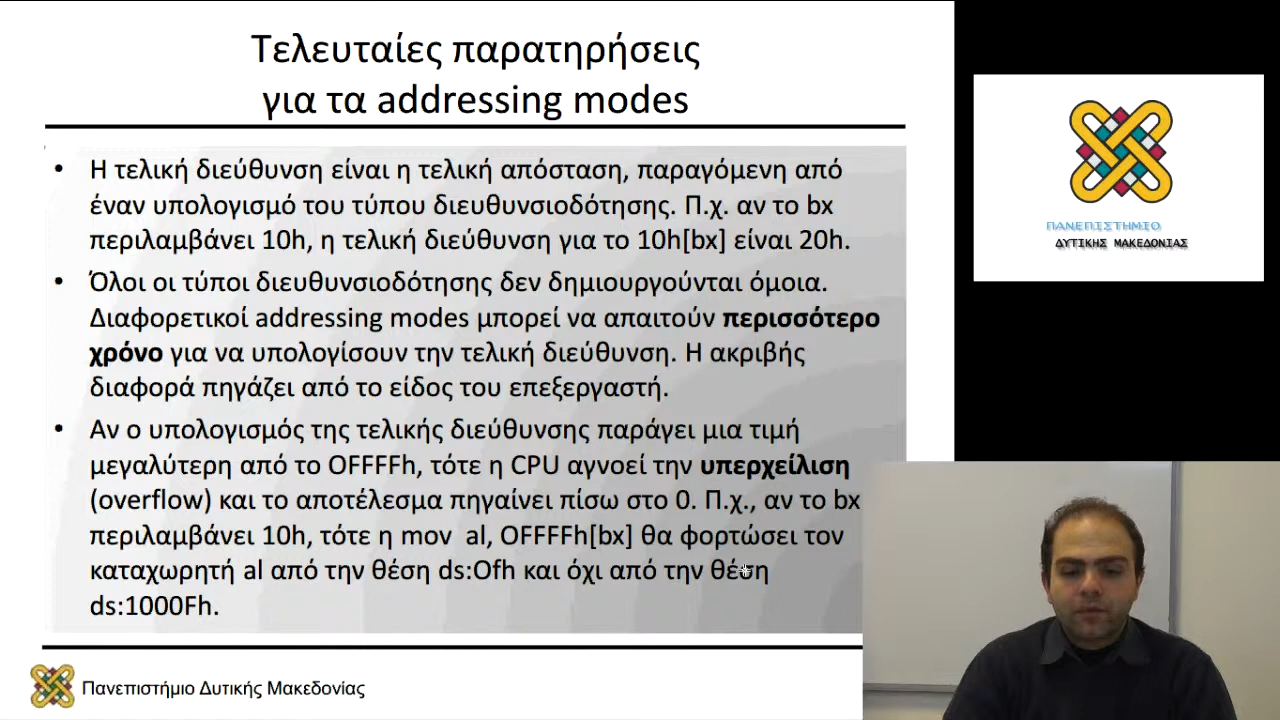 Τελευταίες παρατηρήσεις
για τα addressing modes
• Η τελική διεύθυνση είναι η τελική απόσταση, παραγόμενη από
έναν υπολογισμό του τύπου διευθυνσιοδότησης. Π.χ. αν το bx
περιλαμβάνει 10h, η τελική διεύθυνση για το 10h[bx] είναι 20h.
• Όλοι οι τύποι διευθυνσιοδότησης δεν δημιουργούνται όμοια.
Διαφορετικοί addressing modes μπορεί να απαιτούν περισσότερο
χρόνο για να υπολογίσουν την τελική διεύθυνση. Η ακριβής
διαφορά πηγάζει από το είδος του επεξεργαστή.
• Αν ο υπολογισμός της τελικής διεύθυνσης παράγει μια τιμή
μεγαλύτερη από το OFFFFh, τότε η CPU αγνοεί την υπερχείλιση
(overflow) και το αποτέλεσμα πηγαίνει πίσω στο 0. Π.χ., αν το bx
περιλαμβάνει 10h, τότε η mov al, OFFFFh[bx] θα φορτώσει τον
καταχωρητή al από την θέση ds:Ofh και όχι από την θέση
ds:1000Fh.
Πανεπιστήμιο Δυτικής Μακεδονίας
ΠΑΝΕΠΙΣΤΗΜΙΟ
ΔΥΤΙΚΗΣ ΜΑΚΕΔΟΝΙΑΣ